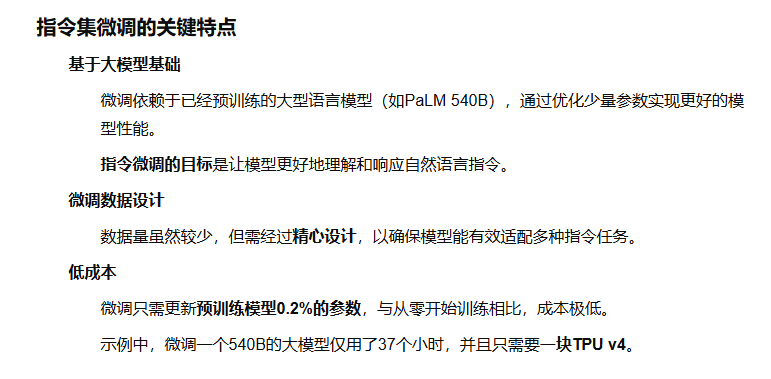 指令集微调的关键特点
基于大模型基础
微调依赖于已经预训练的大型语言模型（如PaLM 540B），通过优化少量参数实现更好的模
型性能。
指令微调的目标是让模型更好地理解和响应自然语言指令。
微调数据设计
数据量虽然较少，但需经过精心设计，以确保模型能有效适配多种指令任务。
低成本
微调只需更新预训练模型0.2%的参数，与从零开始训练相比，成本极低。
示例中，微调一个540B的大模型仅用了37个小时，并且只需要一块TPU v4。